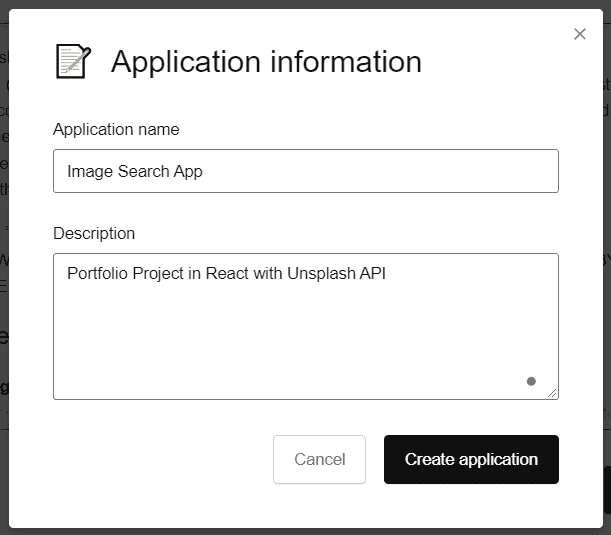 Application information
Application name
Image Search App
Description
Portfolio Project in React with Unsplash API
Cancel
Create application